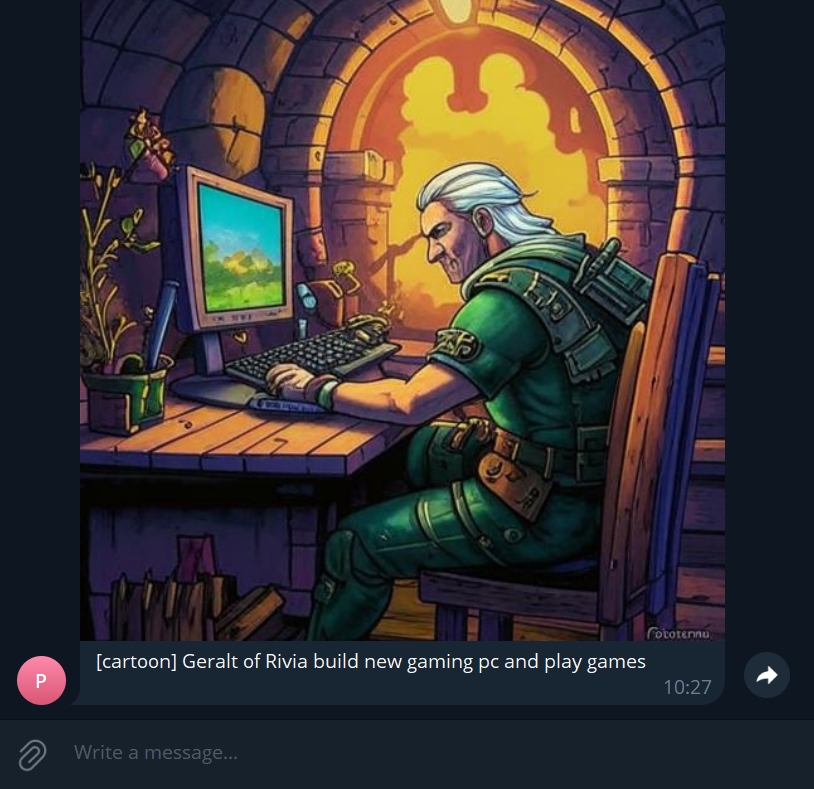 [cartoon] Geralt of Rivia build new gaming pc and play games
10:27
P
Write a message...